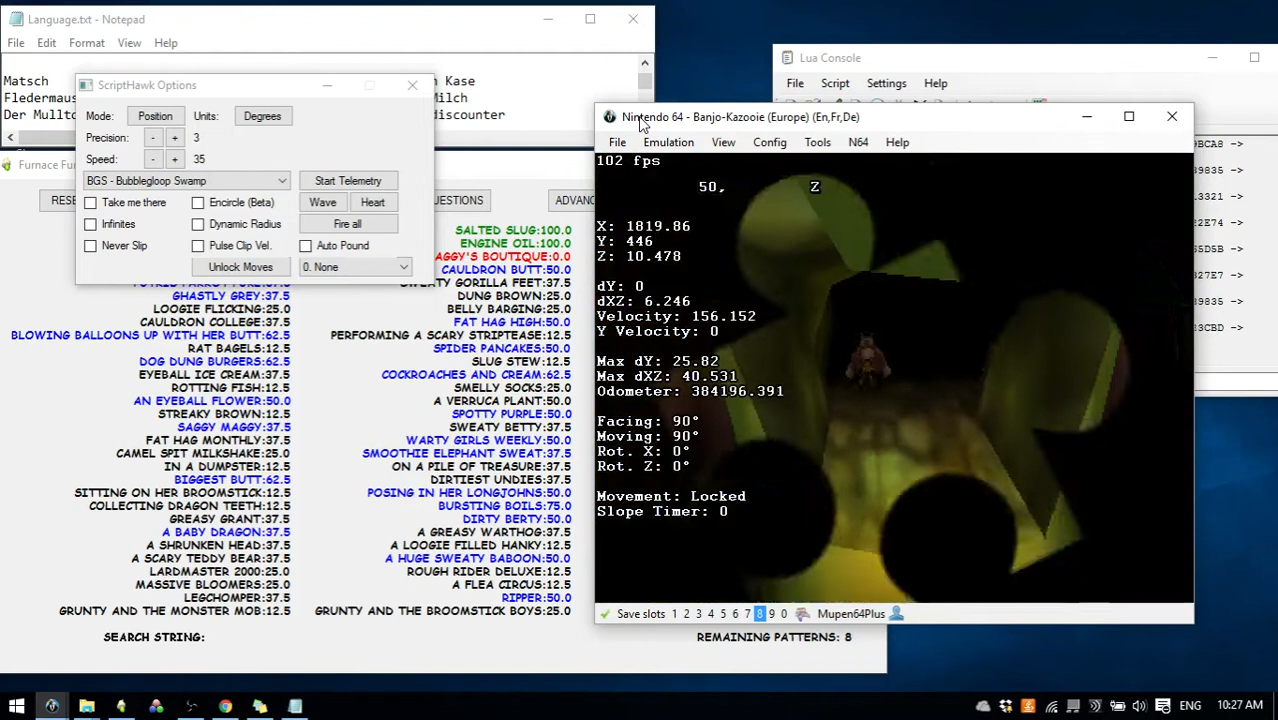 Language.txt - Notepad
File Edit Format View Help
Matsch
Kase
Fledermaus
Milch
Der Mullto
discounter
ScriptHawk Options
Mode: Position Units: Degrees
Precision: - + 3
Speed: - + 35
BGS - Bubblegloop Swamp
Start Telemetry
Take me there
Encircle (Beta)
Wave Heart
Infinites
Dynamic Radius
Fire all
Never Slip
Pulse Clip Vel.
Auto Pound
Unlock Moves
0. None
Lua Console
File Script Settings Help
BCA8 ->
3321 ->
2E74 ->
5D5B ->
327E7 ->
9835 ->
3CBD ->
Furnace Fu
SALTED SLUG:100.0
ENGINE OIL:100.0
AGGY'S BOUTIQUE:0.0
CAULDRON BUTT:50.0
SWEATY GORILLA FEET:37.5
GHASTLY GREY:37.5
DUNG BROWN:25.0
LOOGIE FLICKING:25.0
BELLY BARGING:25.0
CAULDRON COLLEGE:37.5
FAT HAG HIGH:50.0
BLOWING BALLOONS UP WITH HER BUTT:62.5
PERFORMING A SCARY STRIPTEASE:12.5
RAT BAGELS:12.5
SPIDER PANCAKES:50.0
DOG DUNG BURGERS:62.5
SLUG STEW:12.5
EYEBALL ICE CREAM:37.5
COCKROACHES AND CREAM:62.5
ROTTING FISH:12.5
SMELLY SOCKS:25.0
AN EYEBALL FLOWER:50.0
A VERRUCA PLANT:50.0
STREAKY BROWN:12.5
SPOTTY PURPLE:50.0
SAGGY MAGGY:37.5
SWEATY BETTY:37.5
FAT HAG MONTHLY:37.5
WARTY GIRLS WEEKLY:50.0
CAMEL SPIT MILKSHAKE:25.0
SMOOTHIE ELEPHANT SWEAT:37.5
IN A DUMPSTER:12.5
ON A PILE OF TREASURE:37.5
BIGGEST BUTT:62.5
DIRTIEST UNDIES:37.5
SITTING ON HER BROOMSTICK:12.5
POSING IN HER LONGJOHNS:50.0
COLLECTING DRAGON TEETH:12.5
BURSTING BOILS:75.0
GREASY GRANT:37.5
DIRTY BERTY:50.0
A BABY DRAGON:37.5
A GREASY WARTHOG:37.5
A SHRUNKEN HEAD:37.5
A LOOGIE FILLED HANKY:12.5
A SCARY TEDDY BEAR:37.5
A HUGE SWEATY BABOON:50.0
LARDMASTER 2000:25.0
ROUGH RIDER DELUXE:12.5
MASSIVE BLOOMERS:25.0
A FLEA CIRCUS:12.5
LEGCHOMPER:37.5
RIPPER:50.0
GRUNTY AND THE MONSTER MOB:12.5
GRUNTY AND THE BROOMSTICK BOYS:25.0
SEARCH STRING:
REMAINING PATTERNS: 8
Nintendo 64 - Banjo-Kazooie (Europe) (En,Fr,De)
File Emulation View Config Tools N64 Help
102 fps
50, Z
X: 1819.86
Y: 446
Z: 10.478
dY: 0
dXZ: 6.246
Velocity: 156.152
Y Velocity: 0
Max dY: 25.82
Max dXZ: 40.531
Odometer: 384196.391
Facing: 90°
Moving: 90°
Rot. X: 0°
Rot. Z: 0°
Movement: Locked
Slope Timer: 0
Save slots 1 2 3 4 5 6 7 8 9 0 Mupen64Plus
ENG 10:27 AM